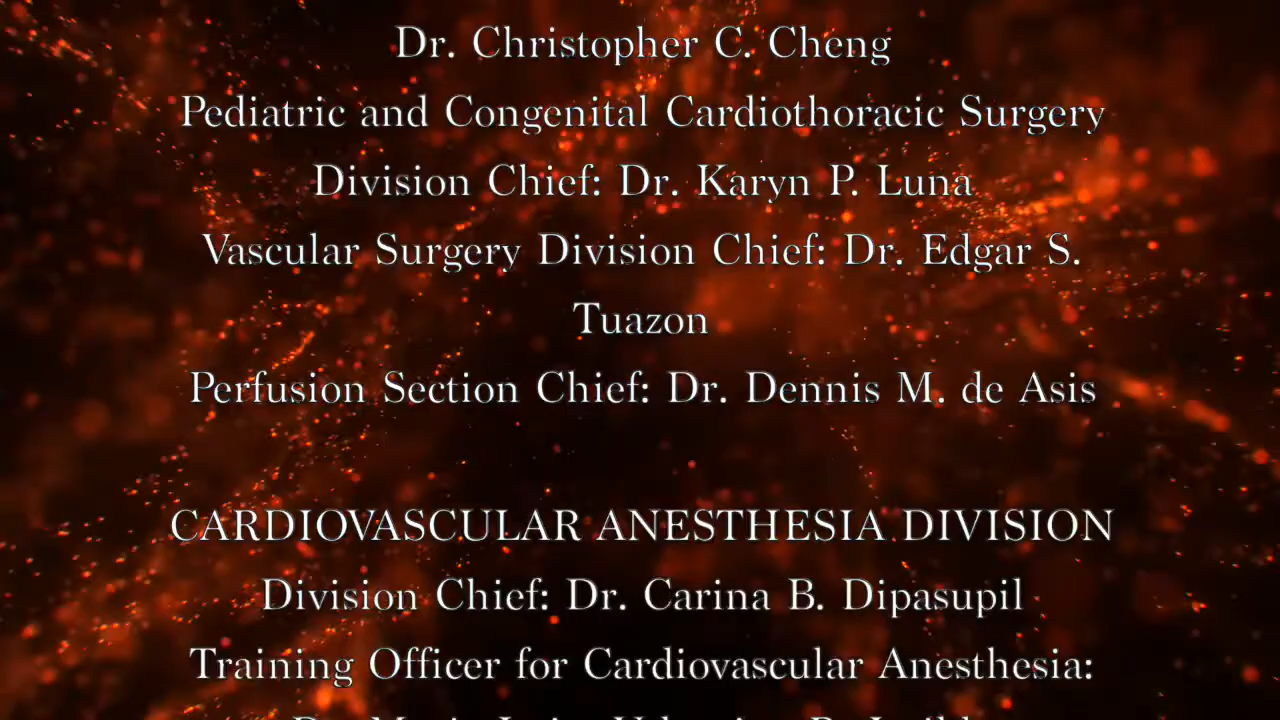 Dr. Christopher C. Cheng
Pediatric and Congenital Cardiothoracic Surgery
Division Chief: Dr. Karyn P. Luna
Vascular Surgery Division Chief: Dr. Edgar S.
Tuazon
Perfusion Section Chief: Dr. Dennis M. de Asis
CARDIOVASCULAR ANESTHESIA DIVISION
Division Chief: Dr. Carina B. Dipasupil
Training Officer for Cardiovascular Anesthesia: